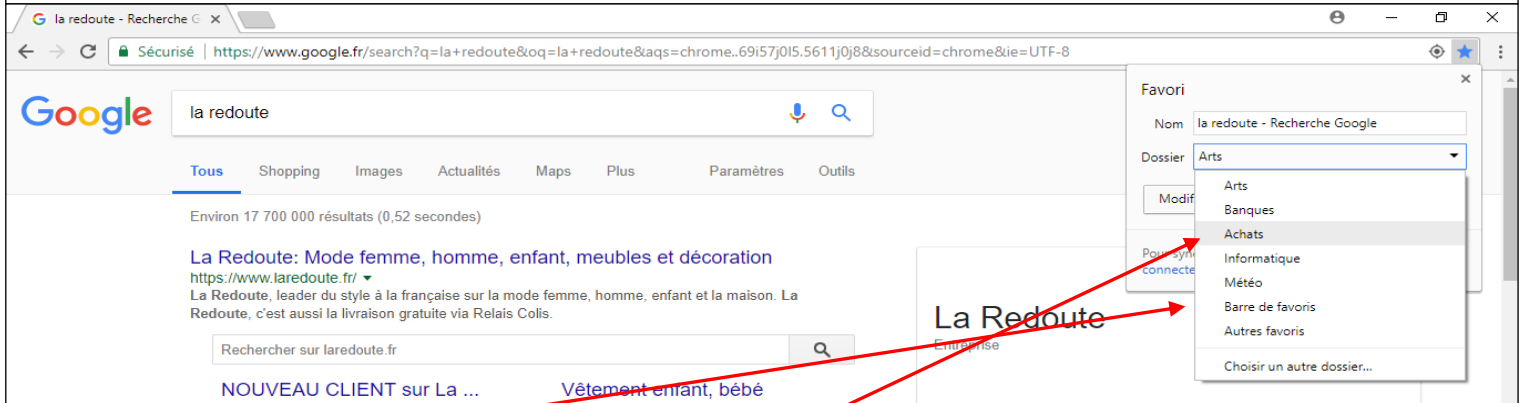 la redoute - Recherche G
Sécurisé | https://www.google.fr/search?q=la+redoute&oq=la+redoute&aqs=chrome..69i57j0l5.5611j0j8&sourceid=chrome&ie=UTF-8
Google
la redoute
Tous Shopping Images Actualités Maps Plus Paramètres Outils
Environ 17 700 000 résultats (0,52 secondes)
La Redoute: Mode femme, homme, enfant, meubles et décoration
https://www.laredoute.fr/
La Redoute, leader du style à la française sur la mode femme, homme, enfant et la maison. La
Redoute, c'est aussi la livraison gratuite via Relais Colis.
Rechercher sur laredoute.fr
NOUVEAU CLIENT sur La ... Vêtement enfant, bébé
La Redoute
Entreprise
Favori
Nom la redoute - Recherche Google
Dossier Arts
Modif
Pour syn
connecte
Arts
Banques
Achats
Informatique
Météo
Barre de favoris
Autres favoris
Choisir un autre dossier...